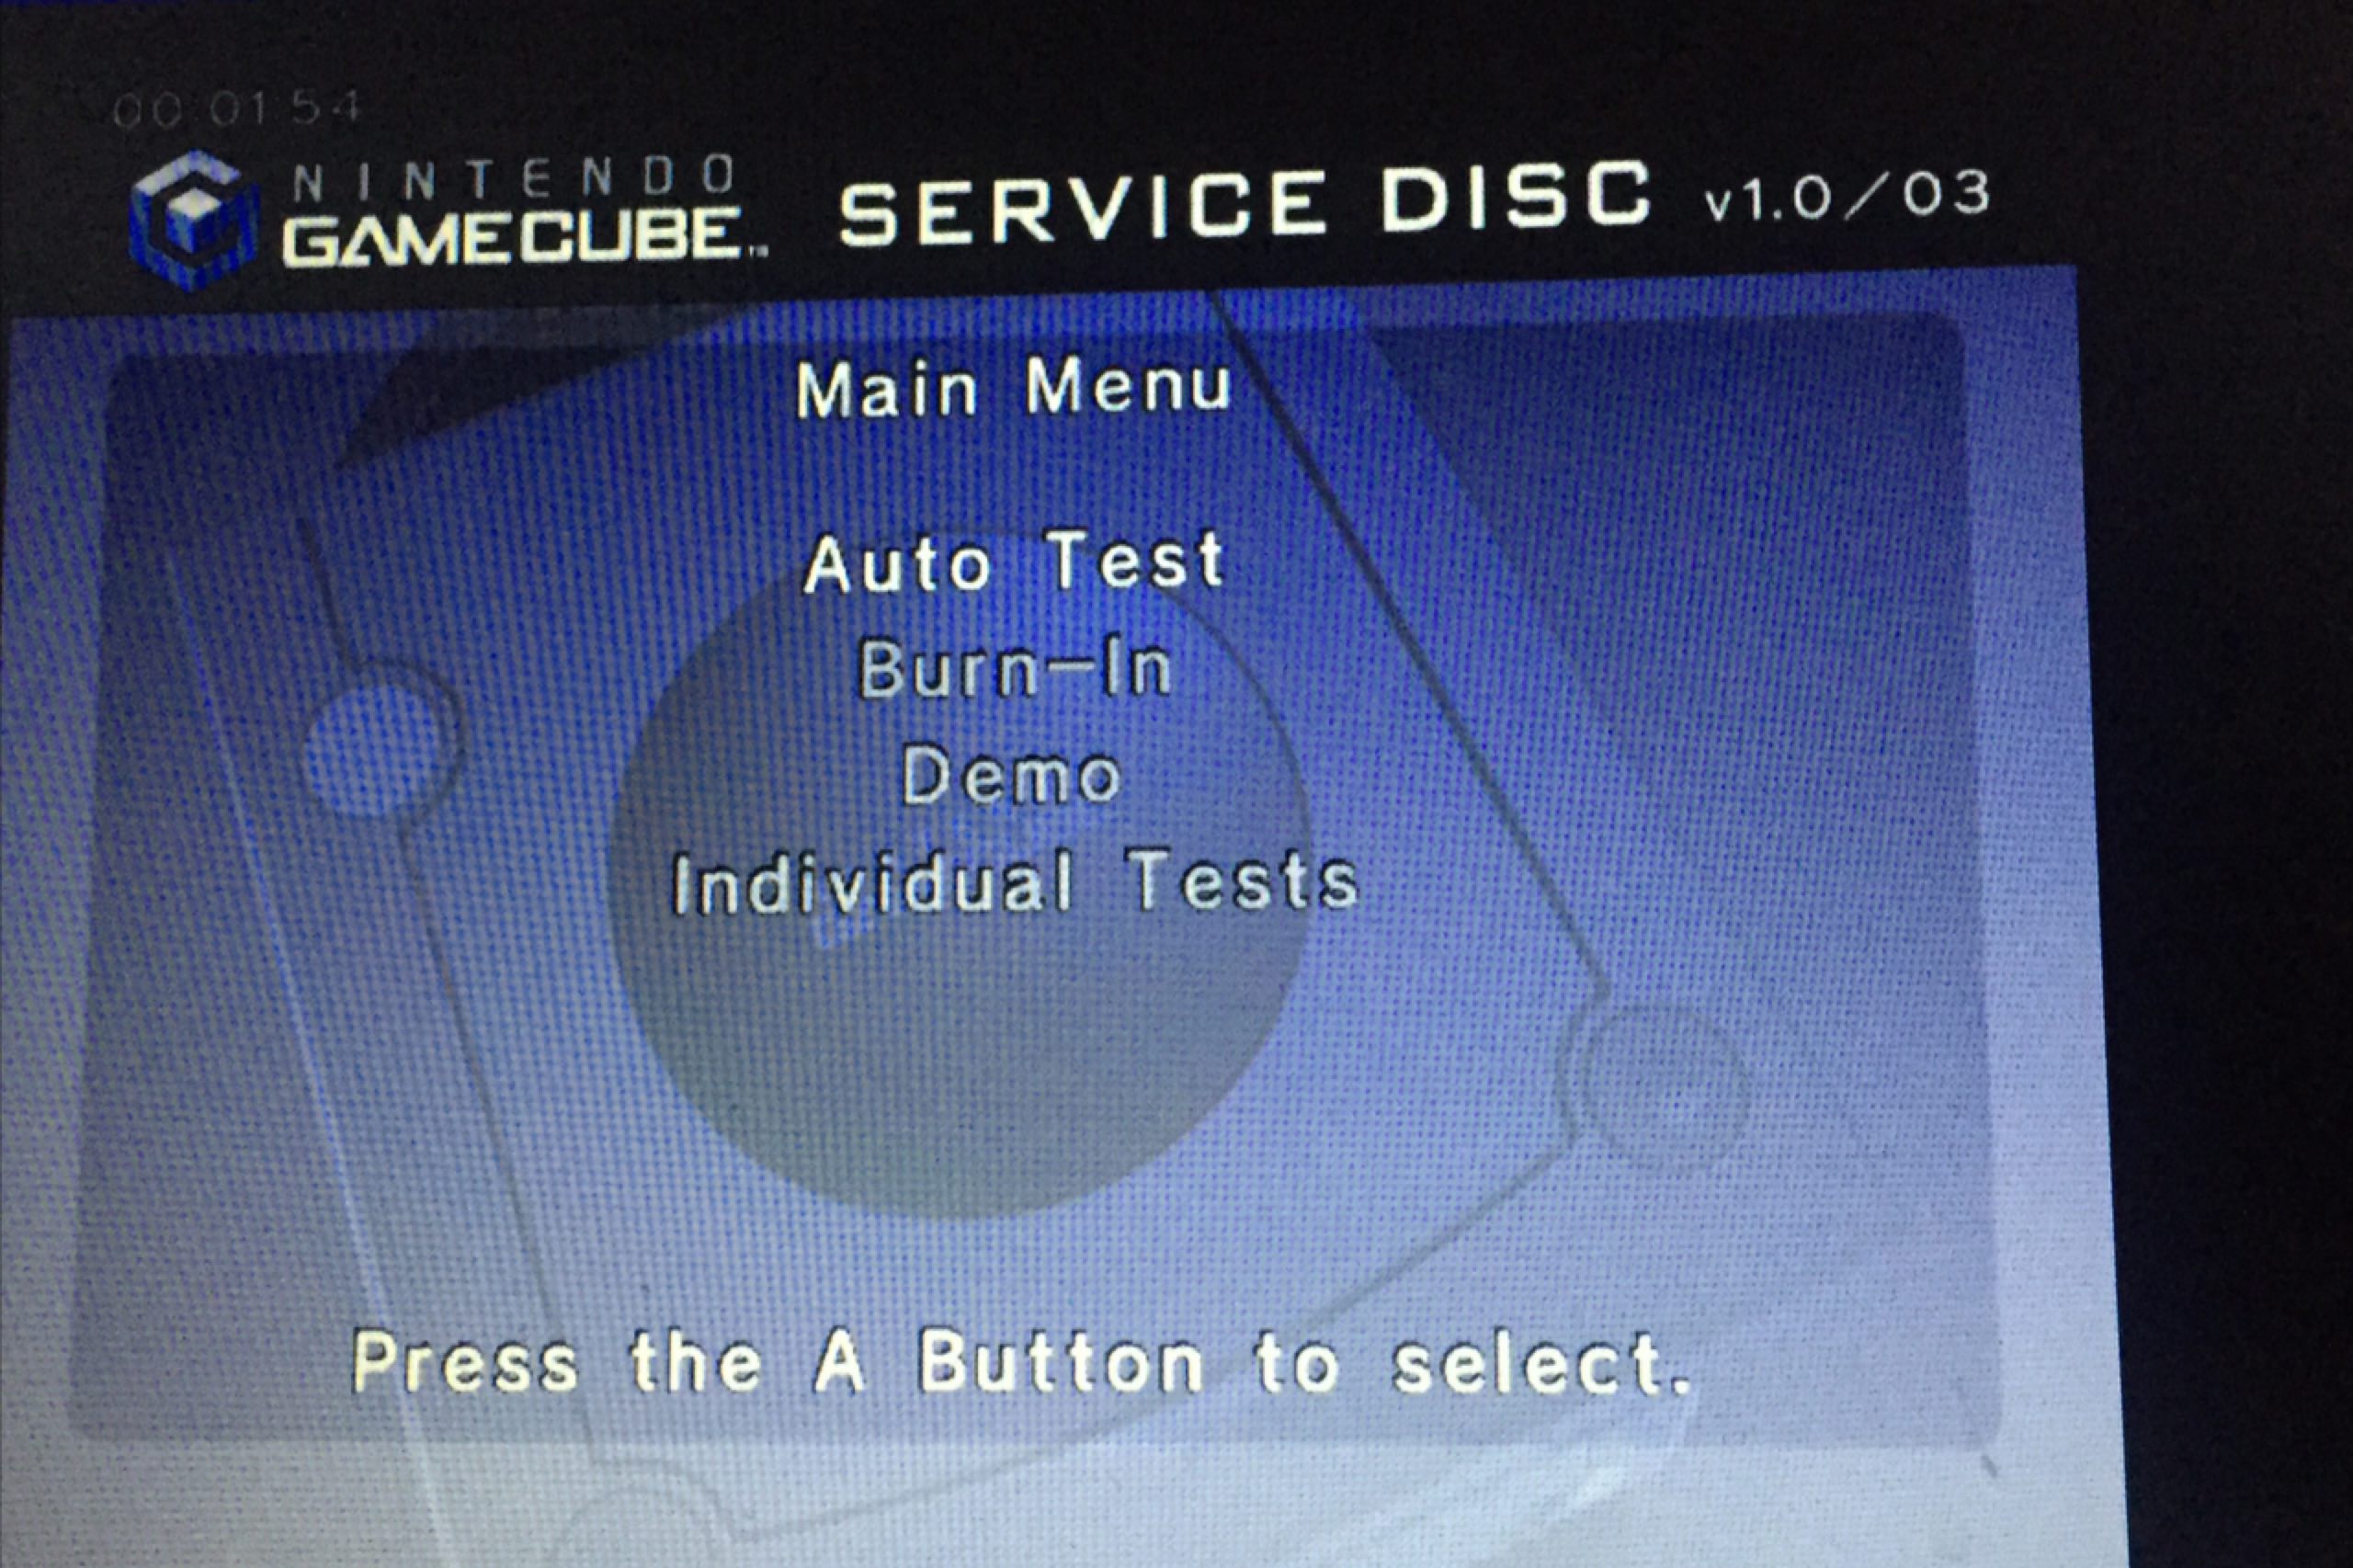 00:01:54
NINTENDO
GAMECUBE™ SERVICE DISC v1.0/03
Main Menu
Auto Test
Burn-In
Demo
Individual Tests
Press the A Button to select.